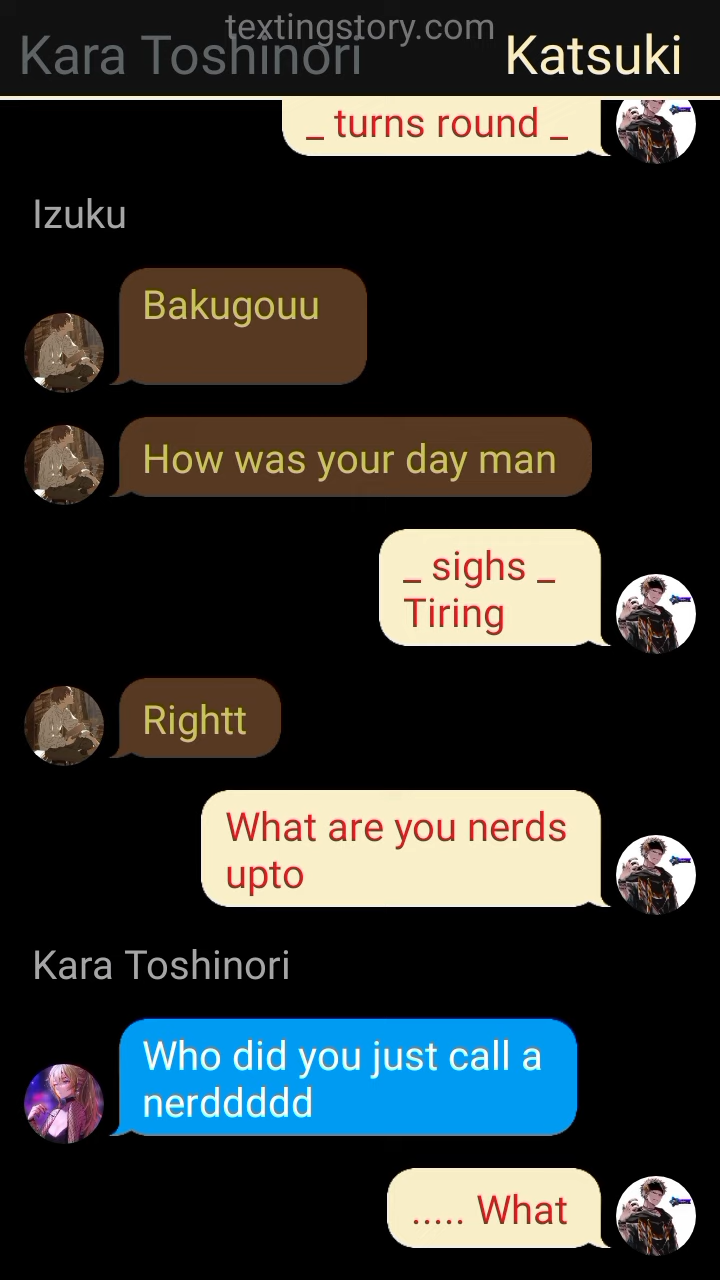 textingstory.com
Kara Toshinori
Katsuki
_ turns round _
Izuku
Bakugouu
How was your day man
_ sighs _
Tiring
Rightt
What are you nerds
upto
Kara Toshinori
Who did you just call a
nerddddd
..... What